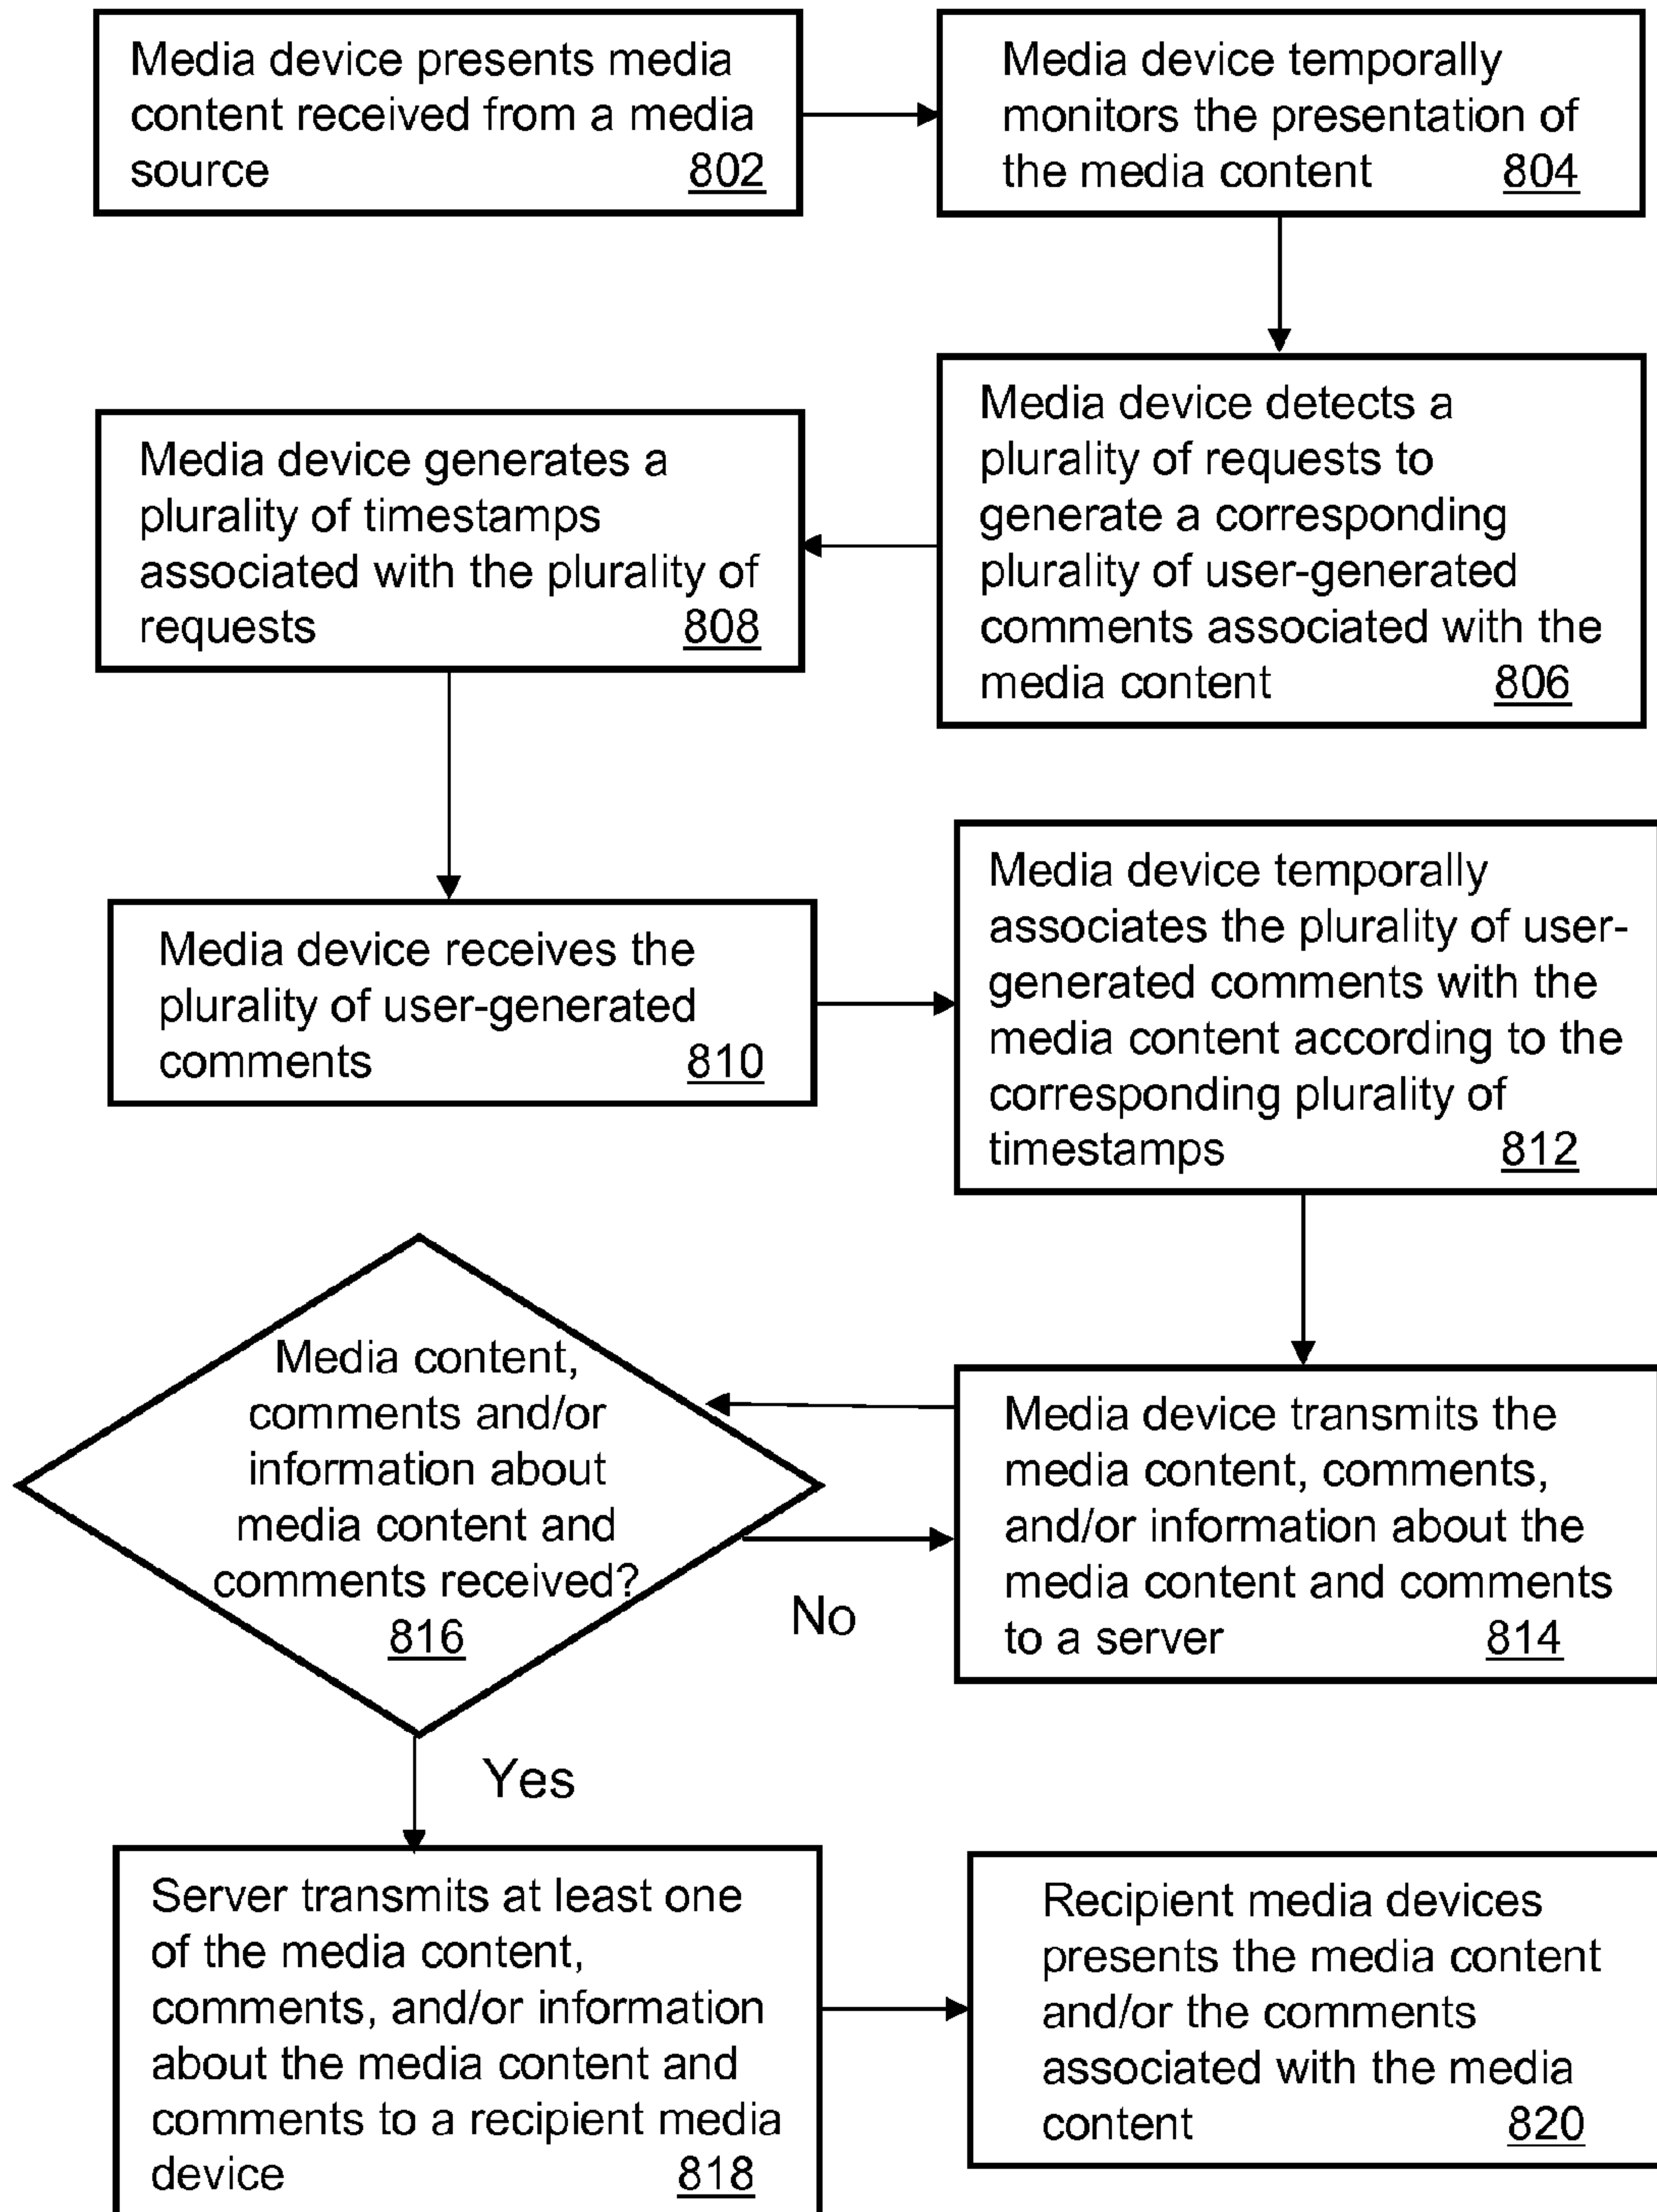 Media device presents media
content received from a media
source 802
Media device temporally
monitors the presentation of
the media content 804
Media device detects a
plurality of requests to
generate a corresponding
plurality of user-generated
comments associated with the
media content 806
Media device generates a
plurality of timestamps
associated with the plurality of
requests 808
Media device receives the
plurality of user-generated
comments 810
Media device temporally
associates the plurality of user-
generated comments with the
media content according to the
corresponding plurality of
timestamps 812
Media device transmits the
media content, comments,
and/or information about the
media content and comments
to a server 814
Media content,
comments and/or
information about
media content and
comments received?
816
No
Yes
Server transmits at least one
of the media content,
comments, and/or information
about the media content and
comments to a recipient media
device 818
Recipient media devices
presents the media content
and/or the comments
associated with the media
content 820